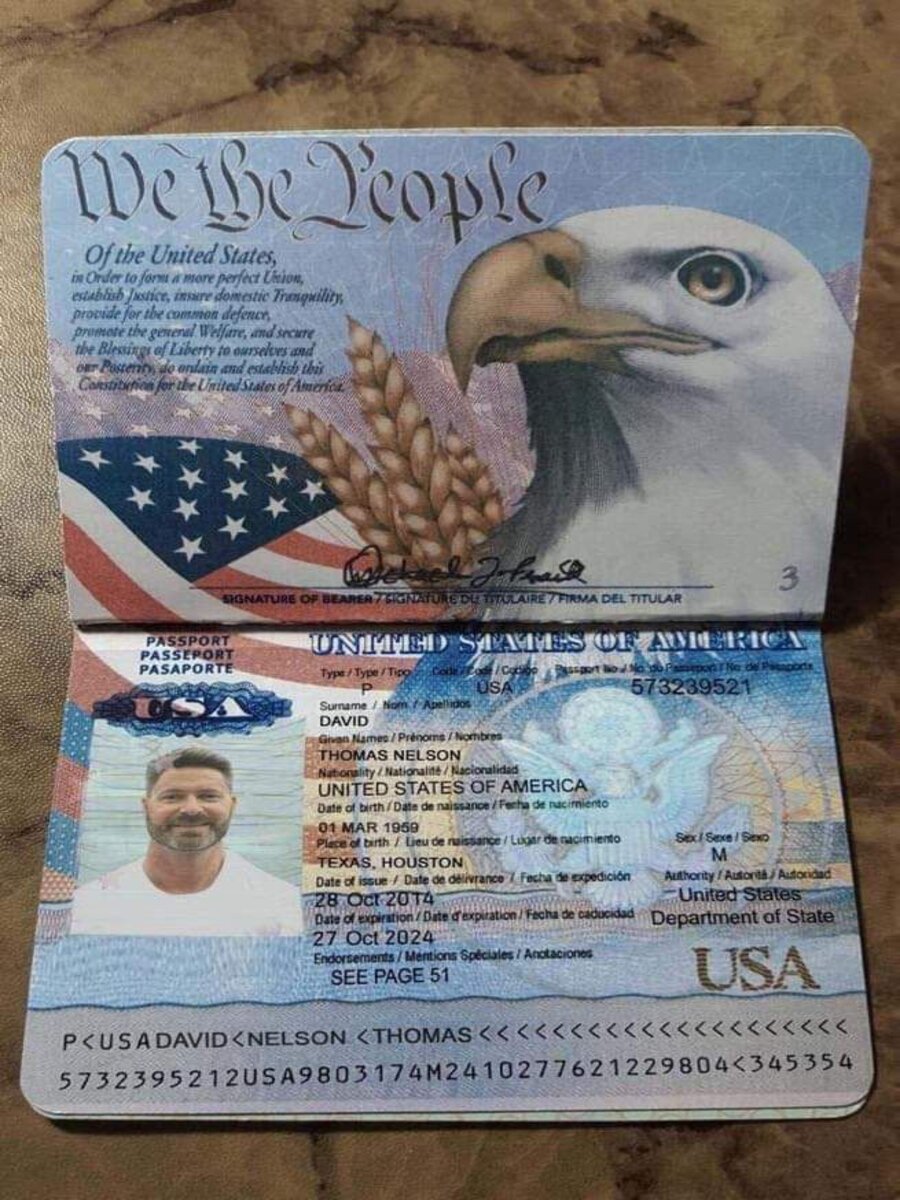 We the People
Of the United States,
in Order to form a more perfect Union,
establish Justice, insure domestic Tranquility,
provide for the common defence,
promote the general Welfare, and secure
the Blessings of Liberty to ourselves and
our Posterity, do ordain and establish this
Constitution for the United States of America.
SIGNATURE OF BEARER / SIGNATURE DU TITULAIRE / FIRMA DEL TITULAR
3
PASSPORT
PASSEPORT
PASAPORTE
USA
UNITED STATES OF AMERICA
Type / Type / Tipo Code / Code / Codigo Passport No / No. du Passeport / No. de Pasaporte
P USA 573239521
Surname / Nom / Apellidos
DAVID
Given Names / Prénoms / Nombres
THOMAS NELSON
Nationality / Nationalité / Nacionalidad
UNITED STATES OF AMERICA
Date of birth / Date de naissance / Fecha de nacimiento
01 MAR 1959
Place of birth / Lieu de naissance / Lugar de nacimiento Sex / Sexe / Sexo
TEXAS, HOUSTON M
Date of issue / Date de délivrance / Fecha de expedición Authority / Autorité / Autoridad
28 Oct 2014 United States
Date of expiration / Date d'expiration / Fecha de caducidad Department of State
27 Oct 2024
Endorsements / Mentions Spéciales / Anotaciones
SEE PAGE 51
USA
P<USADAVID<NELSON <THOMAS<<<<<<<<<<<<<<<<<<<<<
5732395212USA9803174M2410277621229804<345354